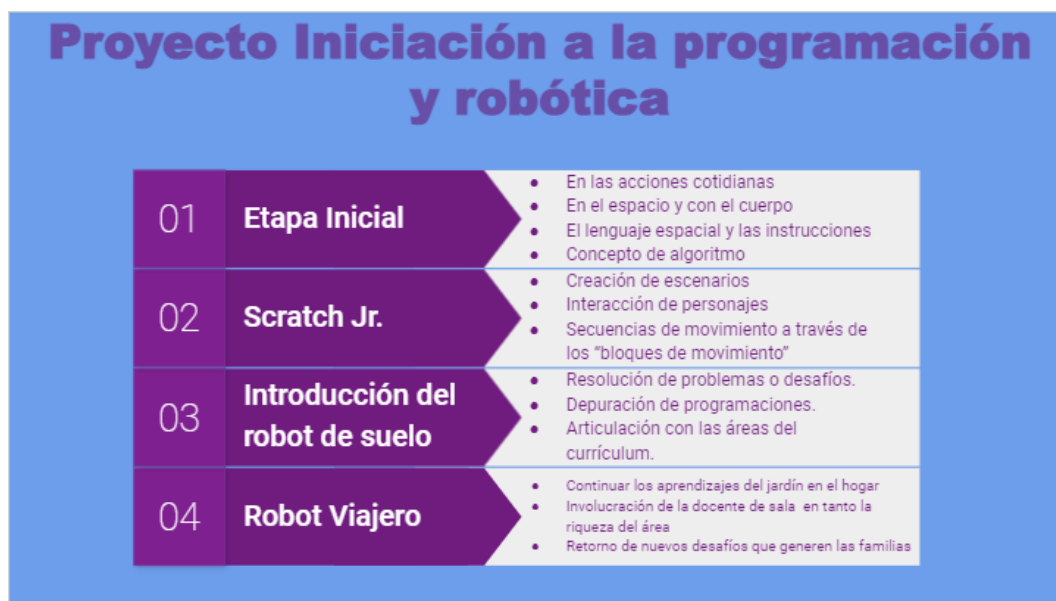 Proyecto Iniciación a la programación
y robótica
01
Etapa Inicial
● En las acciones cotidianas
● En el espacio y con el cuerpo
● El lenguaje espacial y las instrucciones
● Concepto de algoritmo
02
Scratch Jr.
● Creación de escenarios
● Interacción de personajes
● Secuencias de movimiento a través de
los “bloques de movimiento”
03
Introducción del
robot de suelo
● Resolución de problemas o desafíos.
● Depuración de programaciones.
● Articulación con las áreas del
currículum.
04
Robot Viajero
● Continuar los aprendizajes del jardín en el hogar
● Involucración de la docente de sala en tanto la
riqueza del área
● Retorno de nuevos desafíos que generen las familias